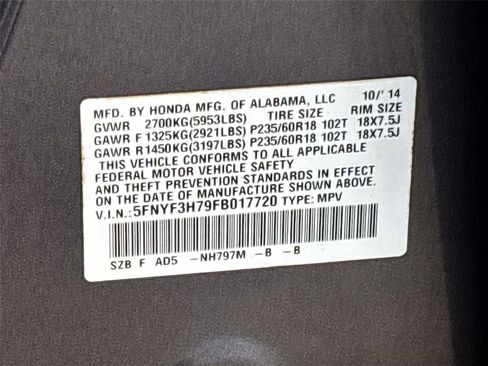 MFD. BY HONDA MFG. OF ALABAMA, LLC 10/'14
GVWR 2700KG(5953LBS) TIRE SIZE RIM SIZE
GAWR F 1325KG(2921LBS) P235/60R18 102T 18X7.5J
GAWR R 1450KG(3197LBS) P235/60R18 102T 18X7.5J
THIS VEHICLE CONFORMS TO ALL APPLICABLE
FEDERAL MOTOR VEHICLE SAFETY
AND THEFT PREVENTION STANDARDS IN EFFECT
ON THE DATE OF MANUFACTURE SHOWN ABOVE.
V.I.N.:5FNYF3H79FB017720 TYPE: MPV
SZB F AD5 -NH797M -B -B